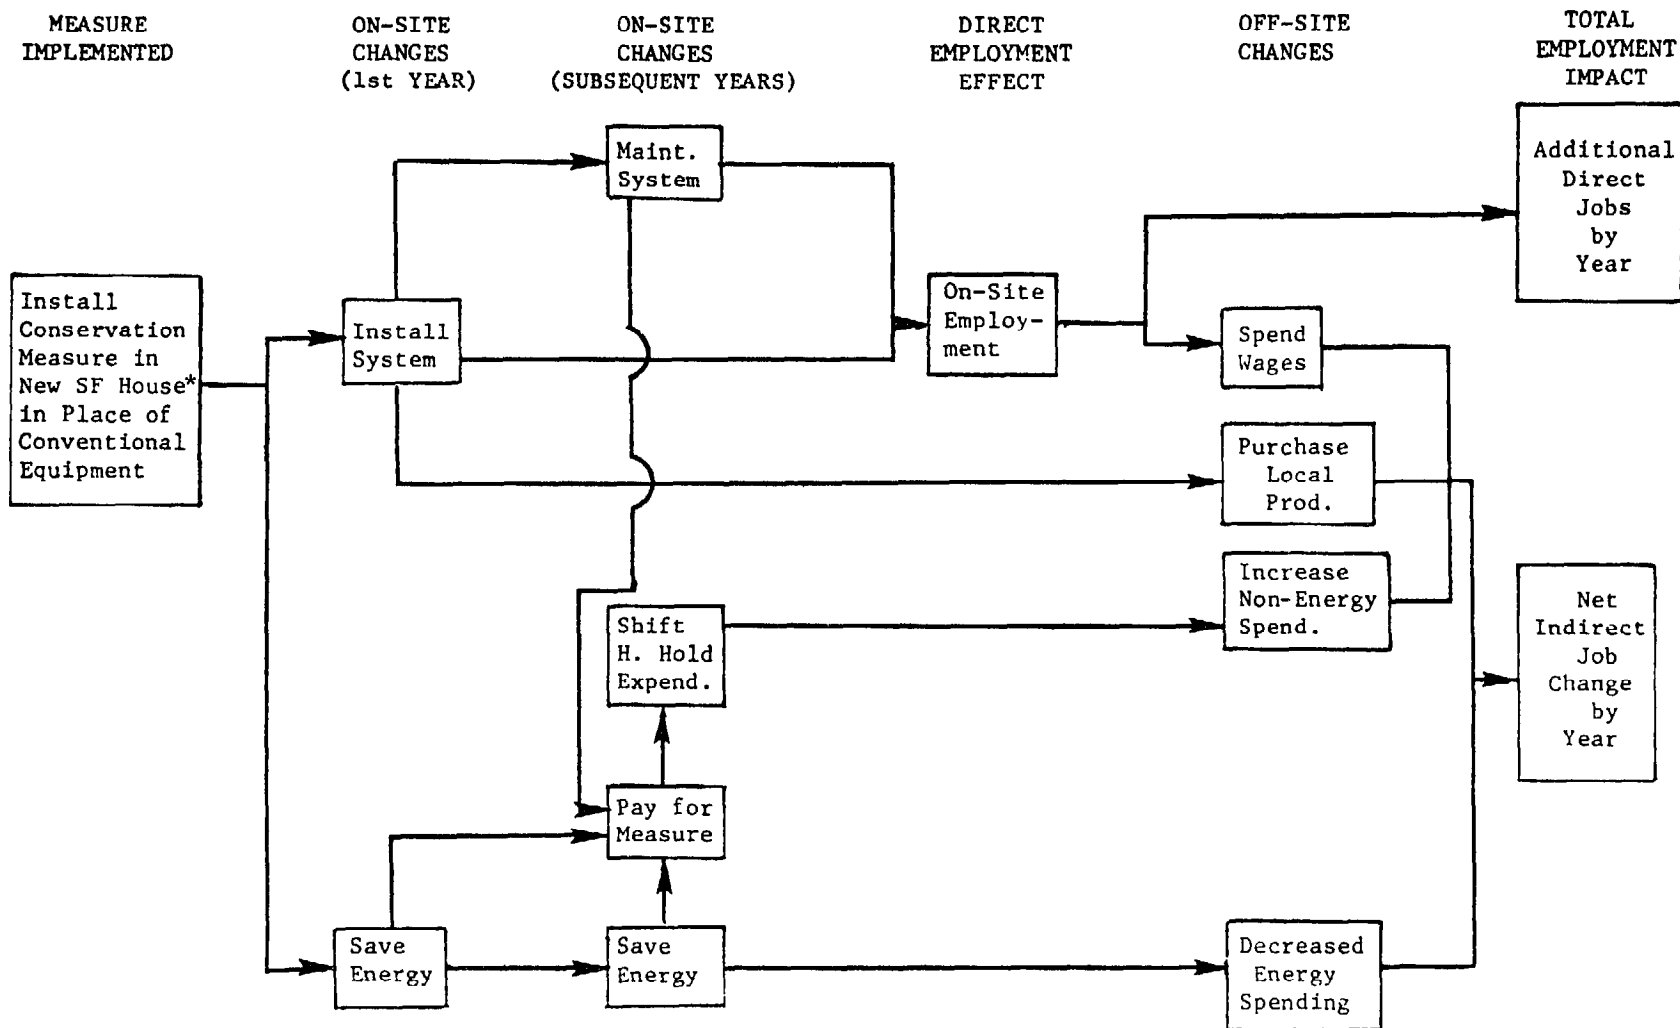 MEASURE
IMPLEMENTED
ON-SITE
CHANGES
(1st YEAR)
ON-SITE
CHANGES
(SUBSEQUENT YEARS)
DIRECT
EMPLOYMENT
EFFECT
OFF-SITE
CHANGES
TOTAL
EMPLOYMENT
IMPACT
Install
Conservation
Measure in
New SF House*
in Place of
Conventional
Equipment
Install
System
Save
Energy
Maint.
System
Shift
H. Hold
Expend.
Pay for
Measure
Save
Energy
On-Site
Employ-
ment
Spend
Wages
Purchase
Local
Prod.
Increase
Non-Energy
Spend.
Decreased
Energy
Spending
Additional
Direct
Jobs
by
Year
Net
Indirect
Job
Change
by
Year